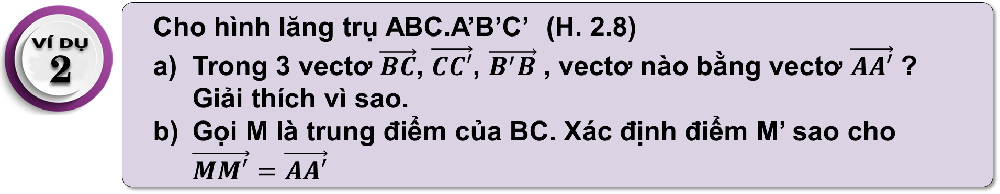 VÍ DỤ
2
Cho hình lăng trụ ABC.A’B’C’ (H. 2.8)
a) Trong 3 vectơ $\overrightarrow{BC}$, $\overrightarrow{CC'}$, $\overrightarrow{B'B}$ , vectơ nào bằng vectơ $\overrightarrow{AA'}$ ?
Giải thích vì sao.
b) Gọi M là trung điểm của BC. Xác định điểm M’ sao cho
$\overrightarrow{MM'} = \overrightarrow{AA'}$